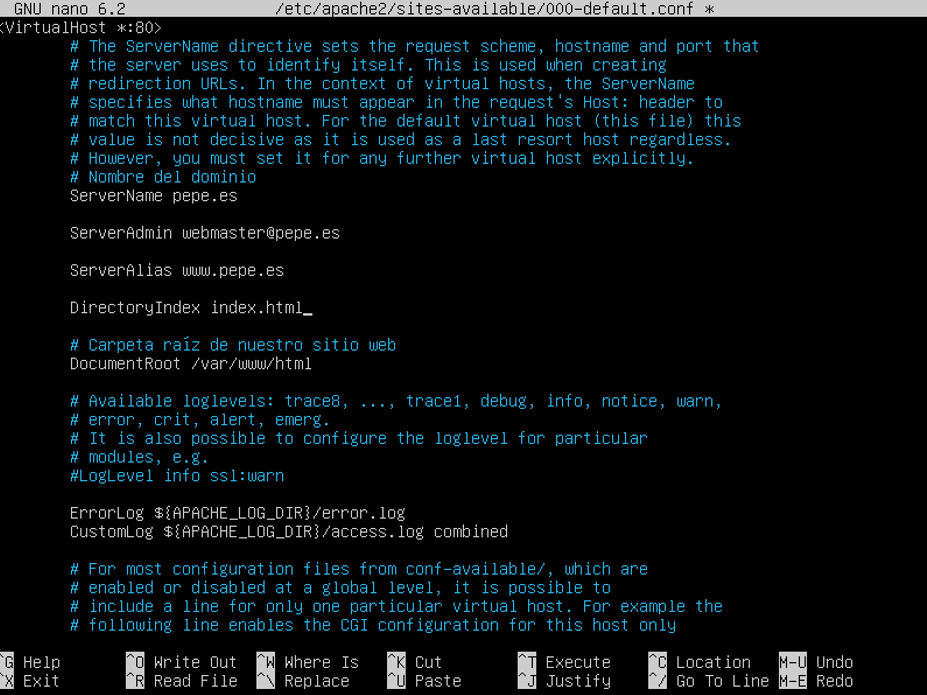 GNU nano 6.2 /etc/apache2/sites-available/000-default.conf *
<VirtualHost *:80>
# The ServerName directive sets the request scheme, hostname and port that
# the server uses to identify itself. This is used when creating
# redirection URLs. In the context of virtual hosts, the ServerName
# specifies what hostname must appear in the request's Host: header to
# match this virtual host. For the default virtual host (this file) this
# value is not decisive as it is used as a last resort host regardless.
# However, you must set it for any further virtual host explicitly.
# Nombre del dominio
ServerName pepe.es
ServerAdmin webmaster@pepe.es
ServerAlias www.pepe.es
DirectoryIndex index.html
# Carpeta raíz de nuestro sitio web
DocumentRoot /var/www/html
# Available loglevels: trace8, ..., trace1, debug, info, notice, warn,
# error, crit, alert, emerg.
# It is also possible to configure the loglevel for particular
# modules, e.g.
#LogLevel info ssl:warn
ErrorLog ${APACHE_LOG_DIR}/error.log
CustomLog ${APACHE_LOG_DIR}/access.log combined
# For most configuration files from conf-available/, which are
# enabled or disabled at a global level, it is possible to
# include a line for only one particular virtual host. For example the
# following line enables the CGI configuration for this host only
^G Help ^O Write Out ^W Where Is ^K Cut ^T Execute ^C Location M-U Undo
^X Exit ^R Read File ^\ Replace ^U Paste ^J Justify ^/ Go To Line M-E Redo